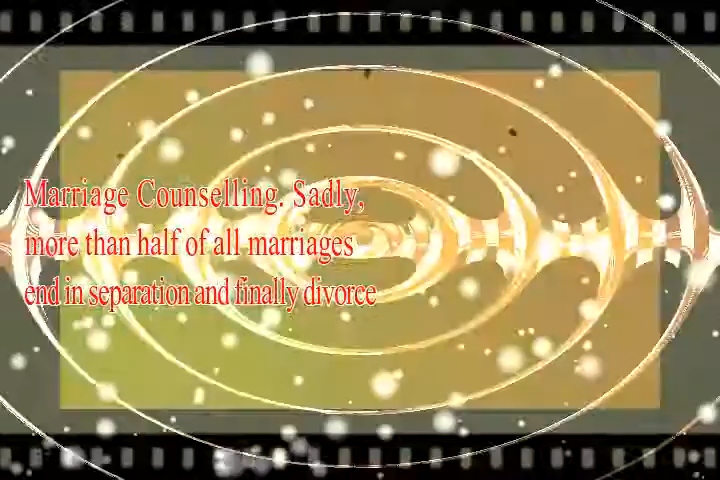 Marriage Counselling. Sadly,
more than half of all marriages
end in separation and finally divorce